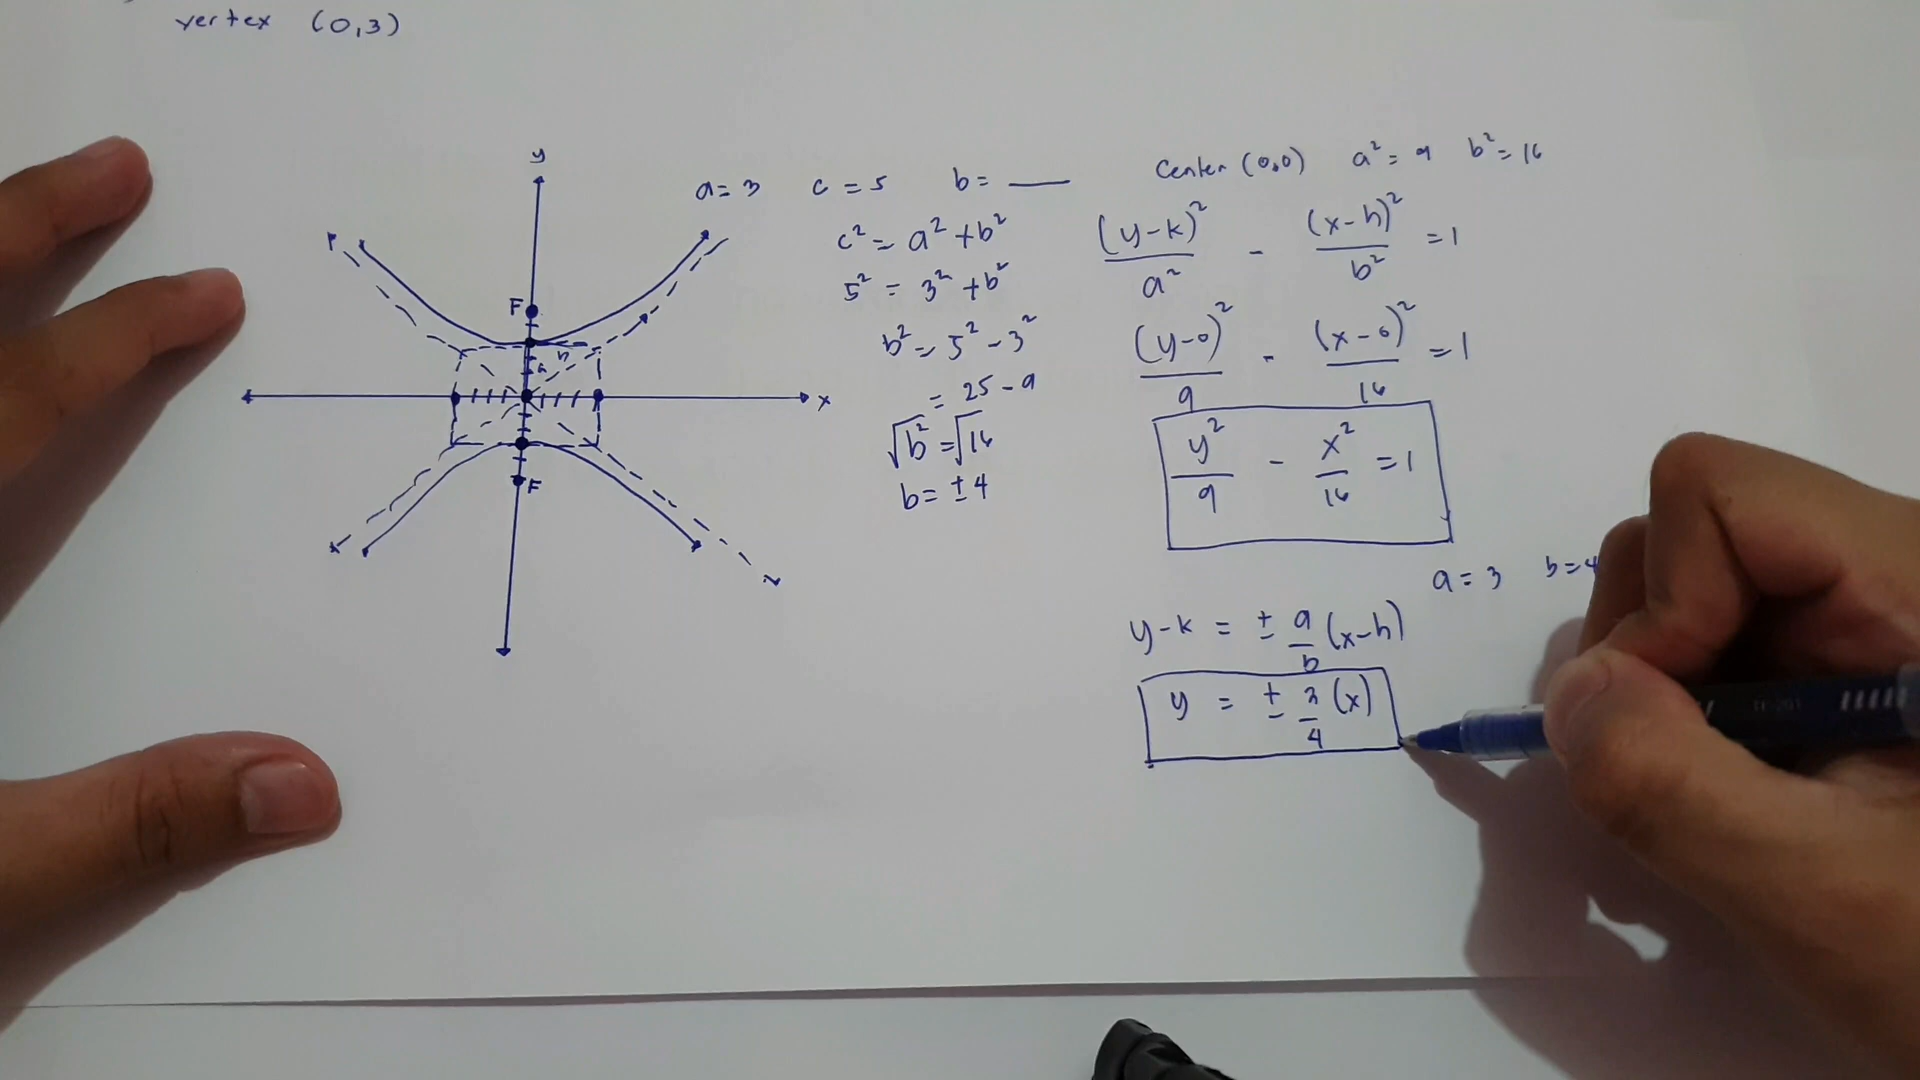 vertex (0,3)
y
x
F
F
a
b
a = 3 c = 5 b = ___
c² = a² + b²
5² = 3² + b²
b² = 5² - 3²
= 25 - 9
√b² = √16
b = ± 4
Center (0,0) a² = 9 b² = 16
(y-k)²/a² - (x-h)²/b² = 1
(y-0)²/9 - (x-0)²/16 = 1
y²/9 - x²/16 = 1
a = 3 b = 4
y-k = ± a/b (x-h)
y = ± 3/4 (x)